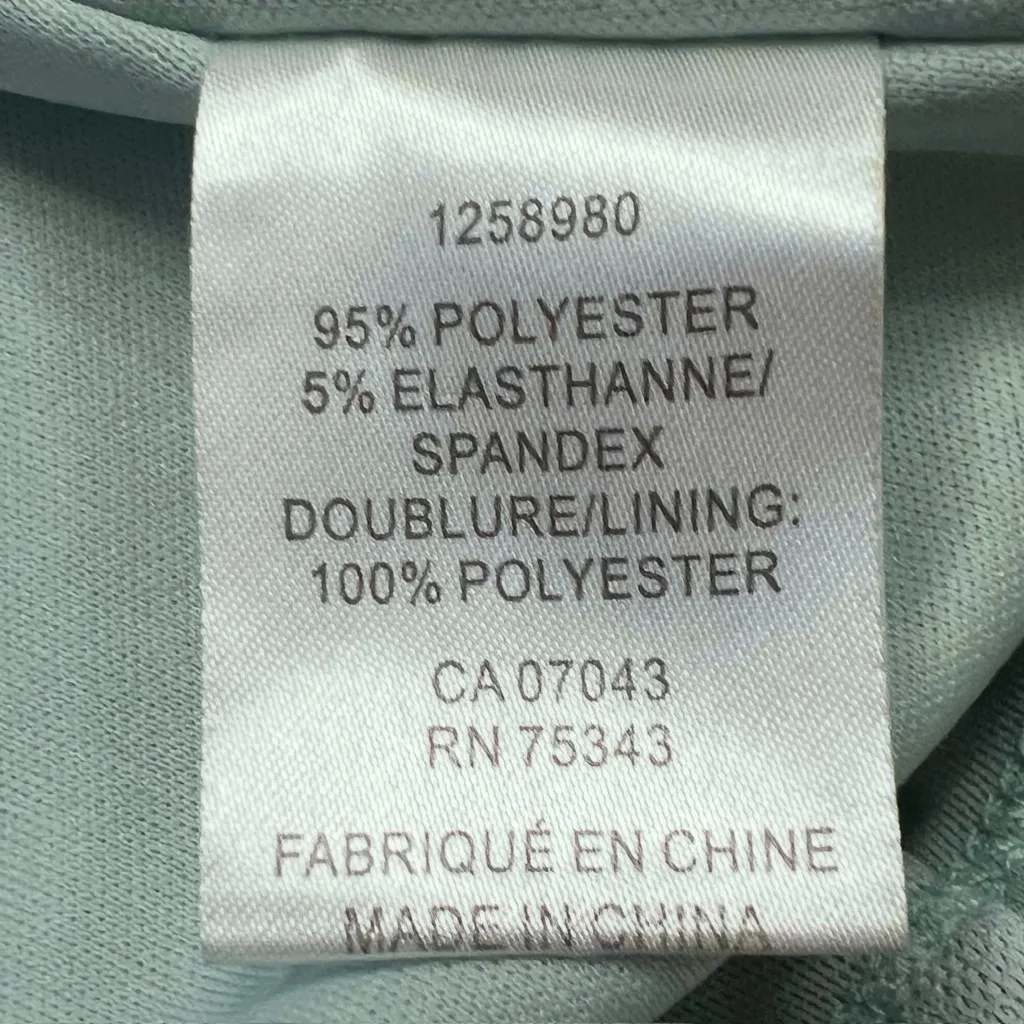 1258980
95% POLYESTER
5% ELASTHANNE/
SPANDEX
DOUBLURE/LINING:
100% POLYESTER
CA 07043
RN 75343
FABRIQUÉ EN CHINE
MADE IN CHINA